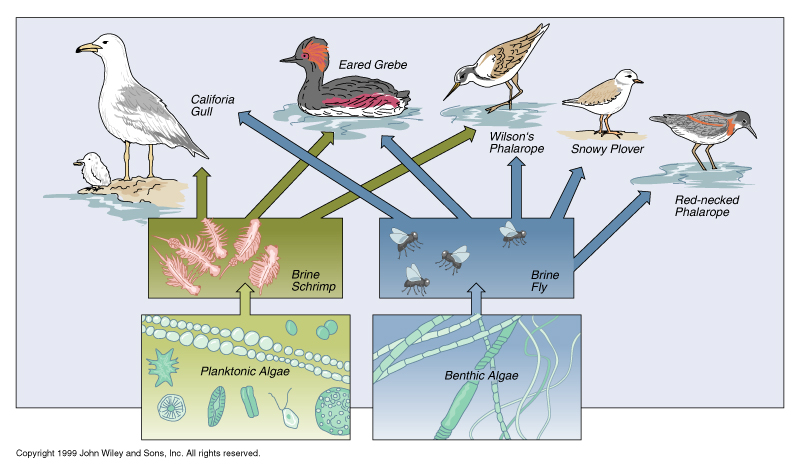 Eared Grebe
Califoria
Gull
Wilson's
Phalarope
Snowy Plover
Red-necked
Phalarope
Brine
Schrimp
Brine
Fly
Planktonic Algae
Benthic Algae
Copyright 1999 John Wiley and Sons, Inc. All rights reserved.